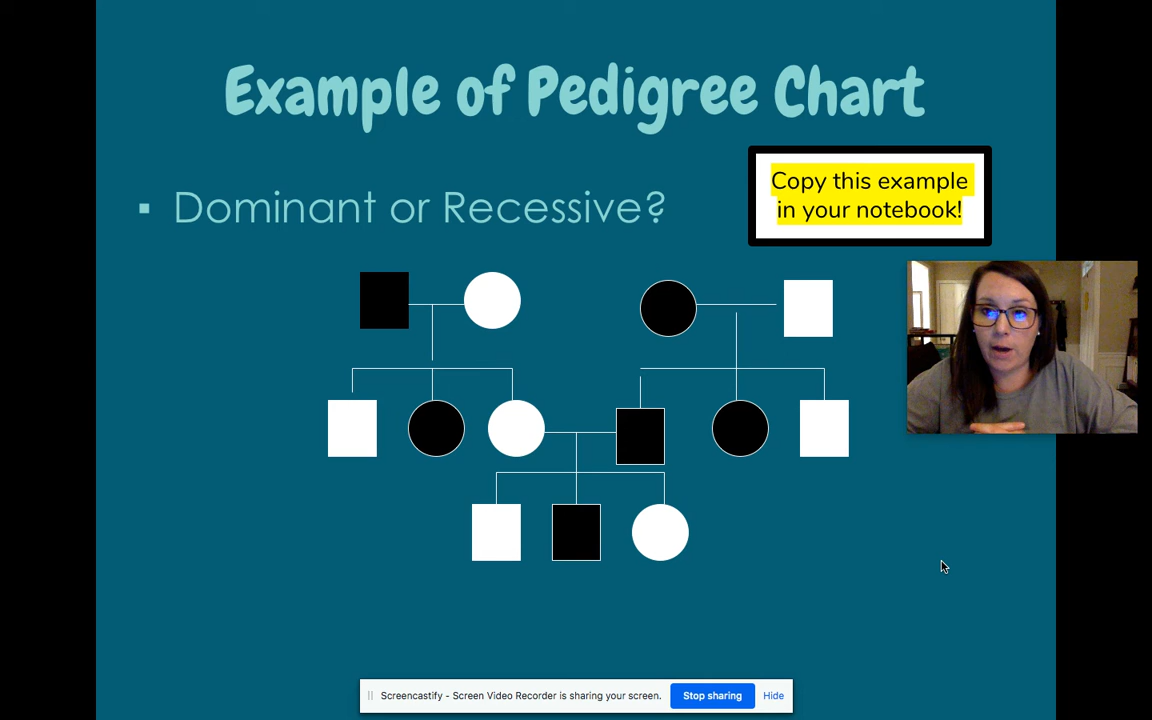 Example of Pedigree Chart
▪ Dominant or Recessive?
Copy this example
in your notebook!
Screencastify - Screen Video Recorder is sharing your screen.
Stop sharing
Hide